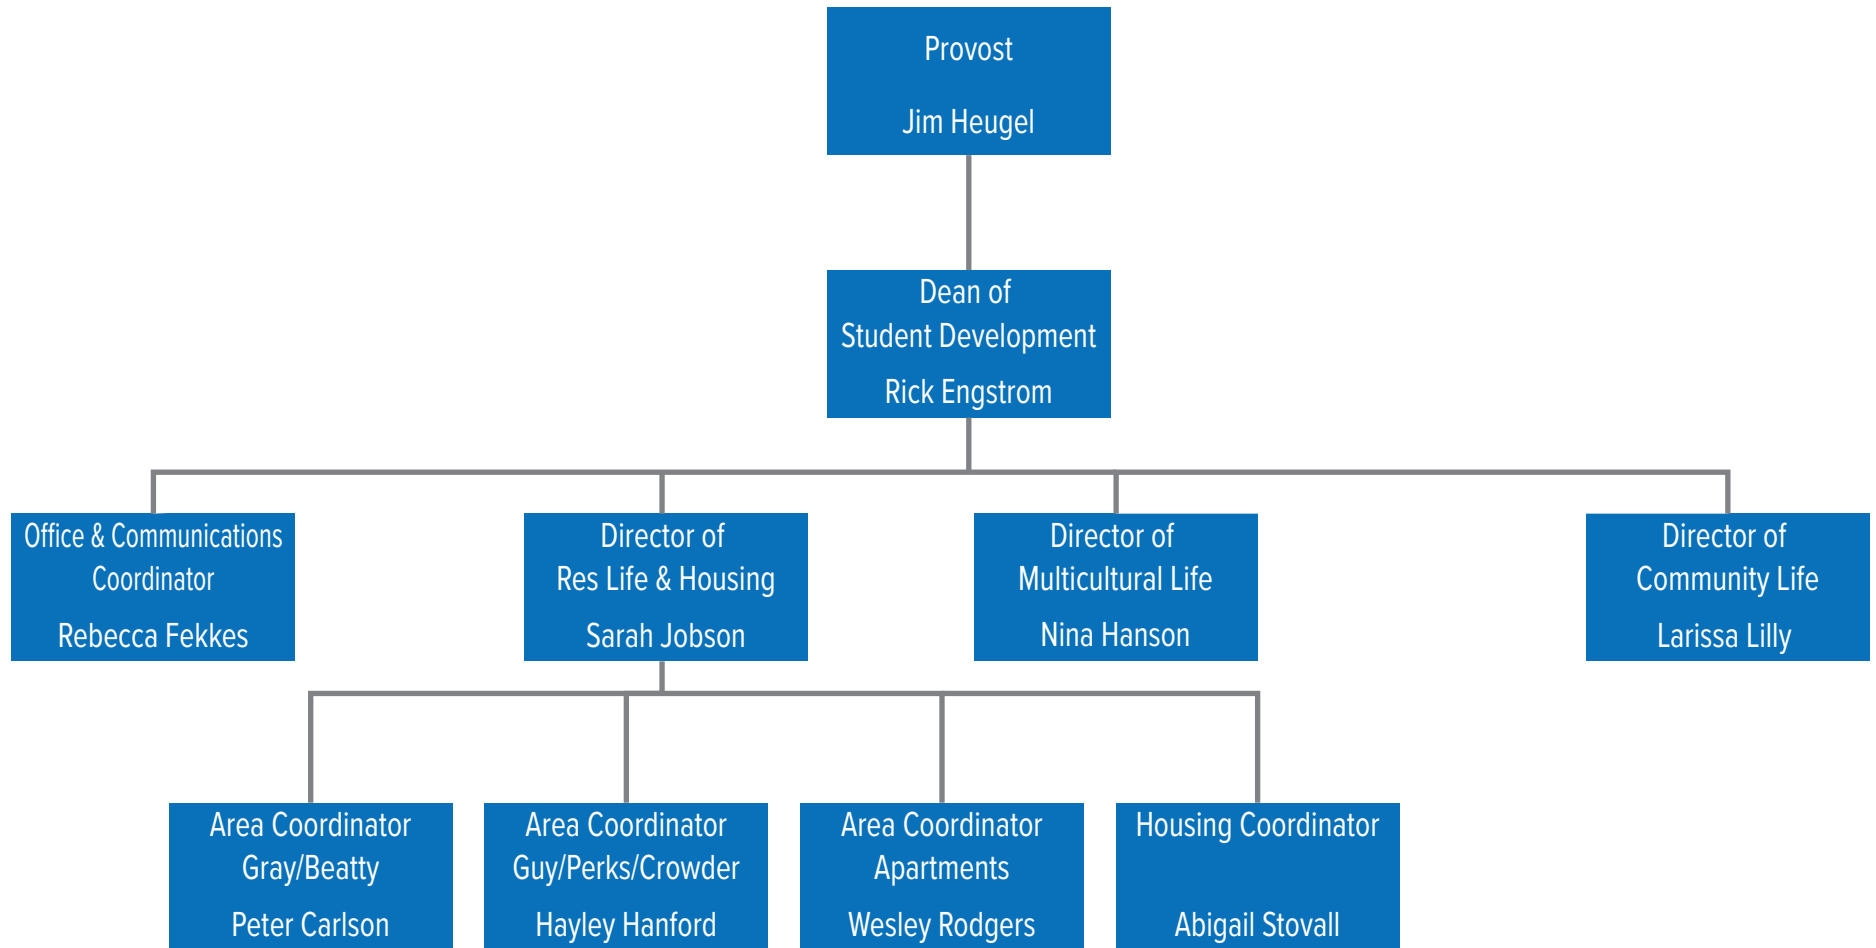 Provost
Jim Heugel
Dean of
Student Development
Rick Engstrom
Office & Communications
Coordinator
Rebecca Fekkes
Director of
Res Life & Housing
Sarah Jobson
Director of
Multicultural Life
Nina Hanson
Director of
Community Life
Larissa Lilly
Area Coordinator
Gray/Beatty
Peter Carlson
Area Coordinator
Guy/Perks/Crowder
Hayley Hanford
Area Coordinator
Apartments
Wesley Rodgers
Housing Coordinator
Abigail Stovall